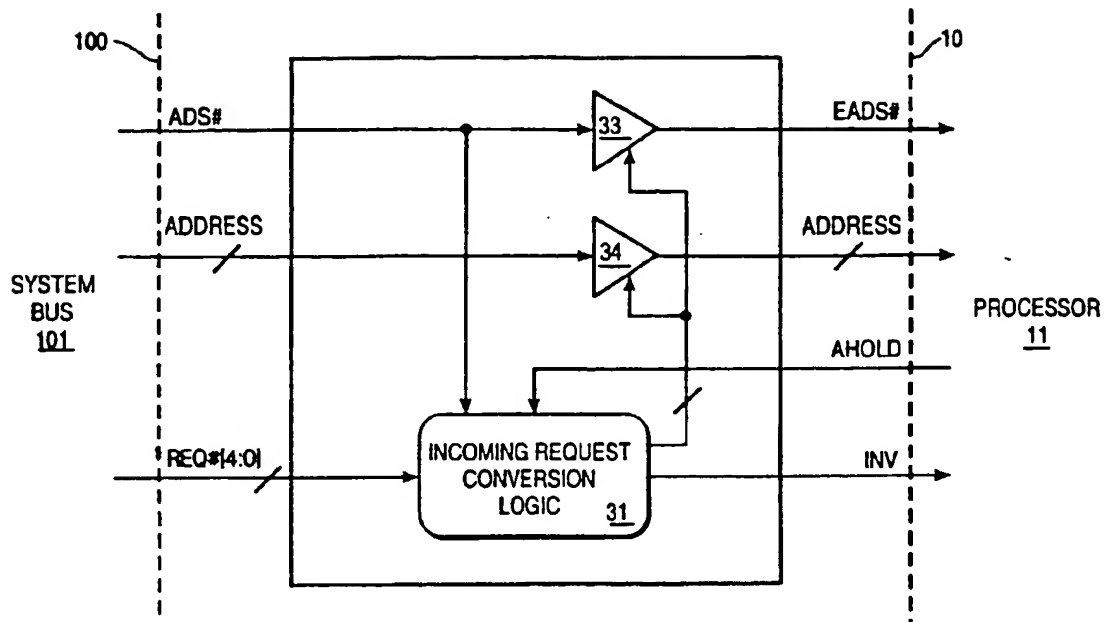 100
10
ADS#
33
EADS#
ADDRESS
34
ADDRESS
SYSTEM
BUS
101
PROCESSOR
11
AHOLD
REQ#[4:0]
INCOMING REQUEST
CONVERSION
LOGIC
31
INV